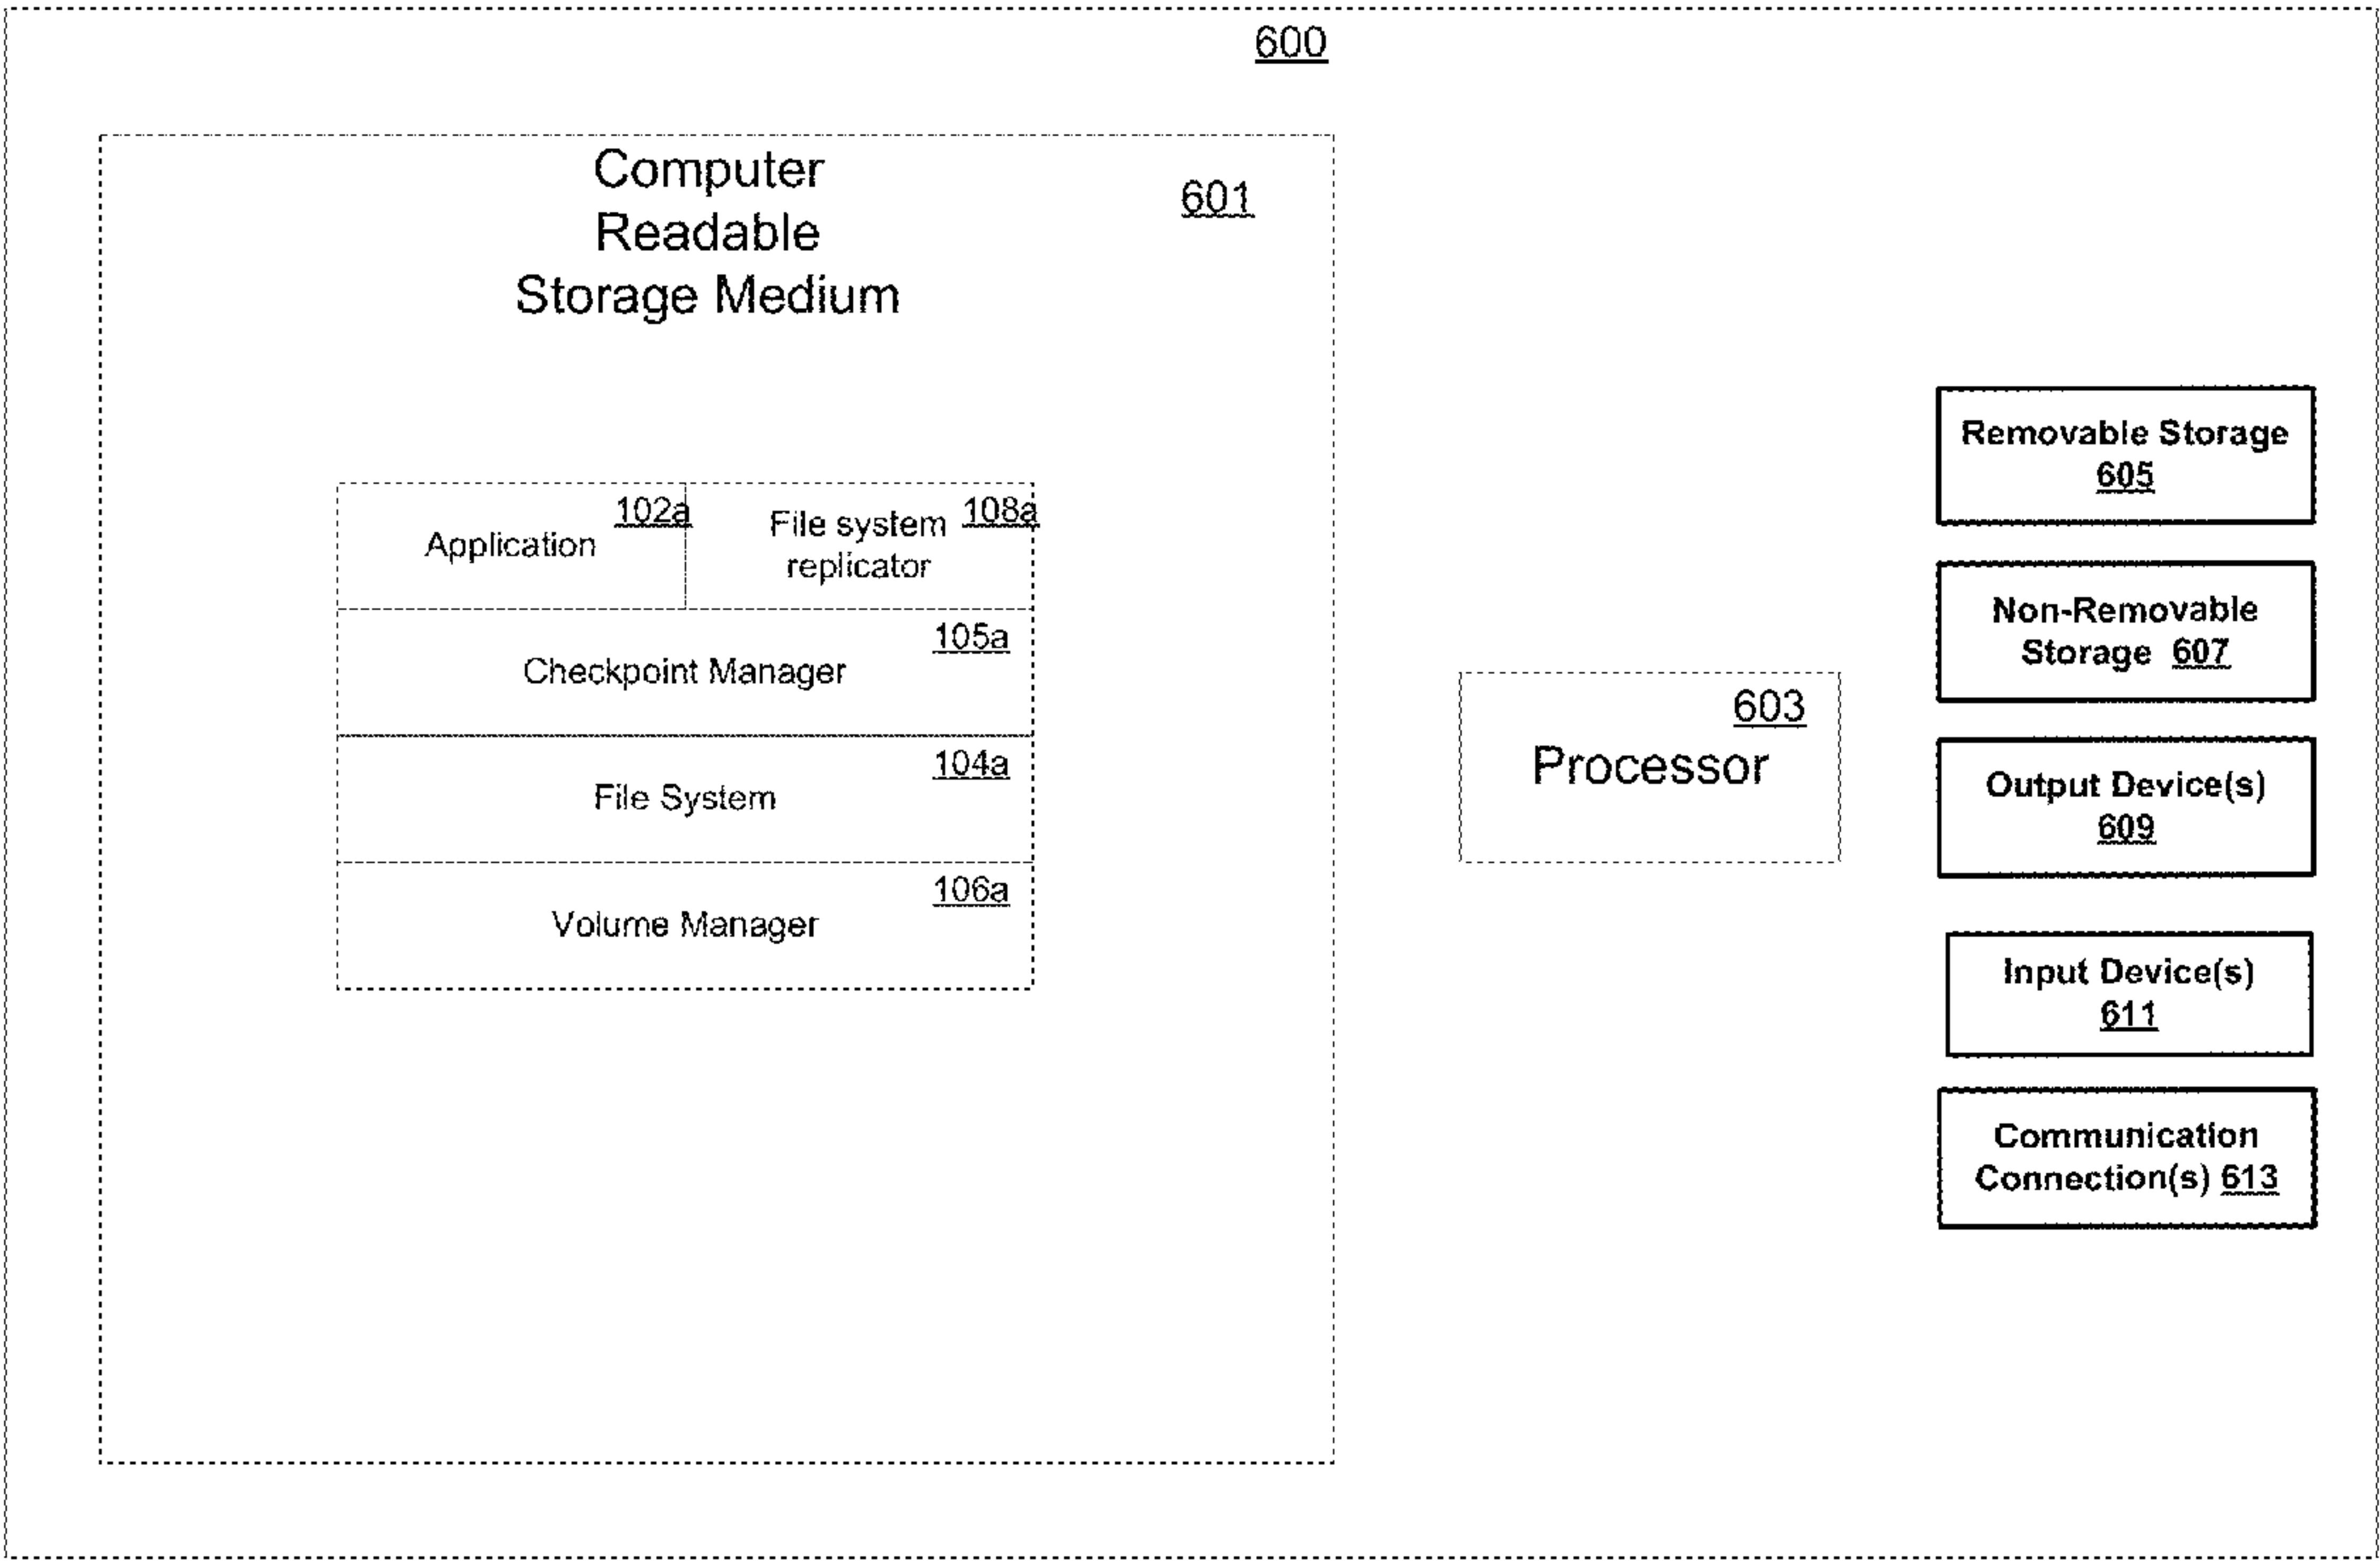 600
Computer
Readable
Storage Medium
601
Application
102a
File system
replicator
108a
105a
Checkpoint Manager
104a
File System
106a
Volume Manager
603
Processor
Removable Storage
605
Non-Removable
Storage 607
Output Device(s)
609
Input Device(s)
611
Communication
Connection(s) 613